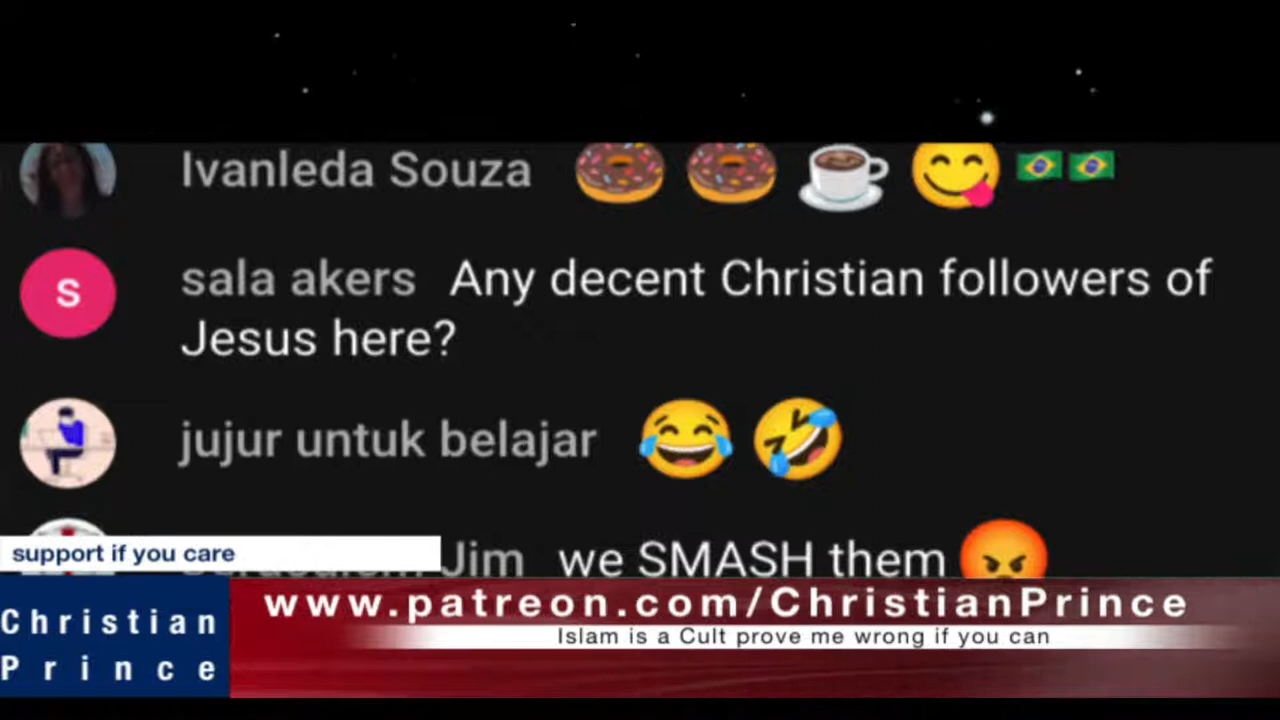 Ivanleda Souza 🍩 🍩 ☕ 😋 🇧🇷 🇧🇷
S
sala akers Any decent Christian followers of
Jesus here?
jujur untuk belajar 😂 🤣
Jim we SMASH them 😡
support if you care
Christian
Prince
www.patreon.com/ChristianPrince
Islam is a Cult prove me wrong if you can